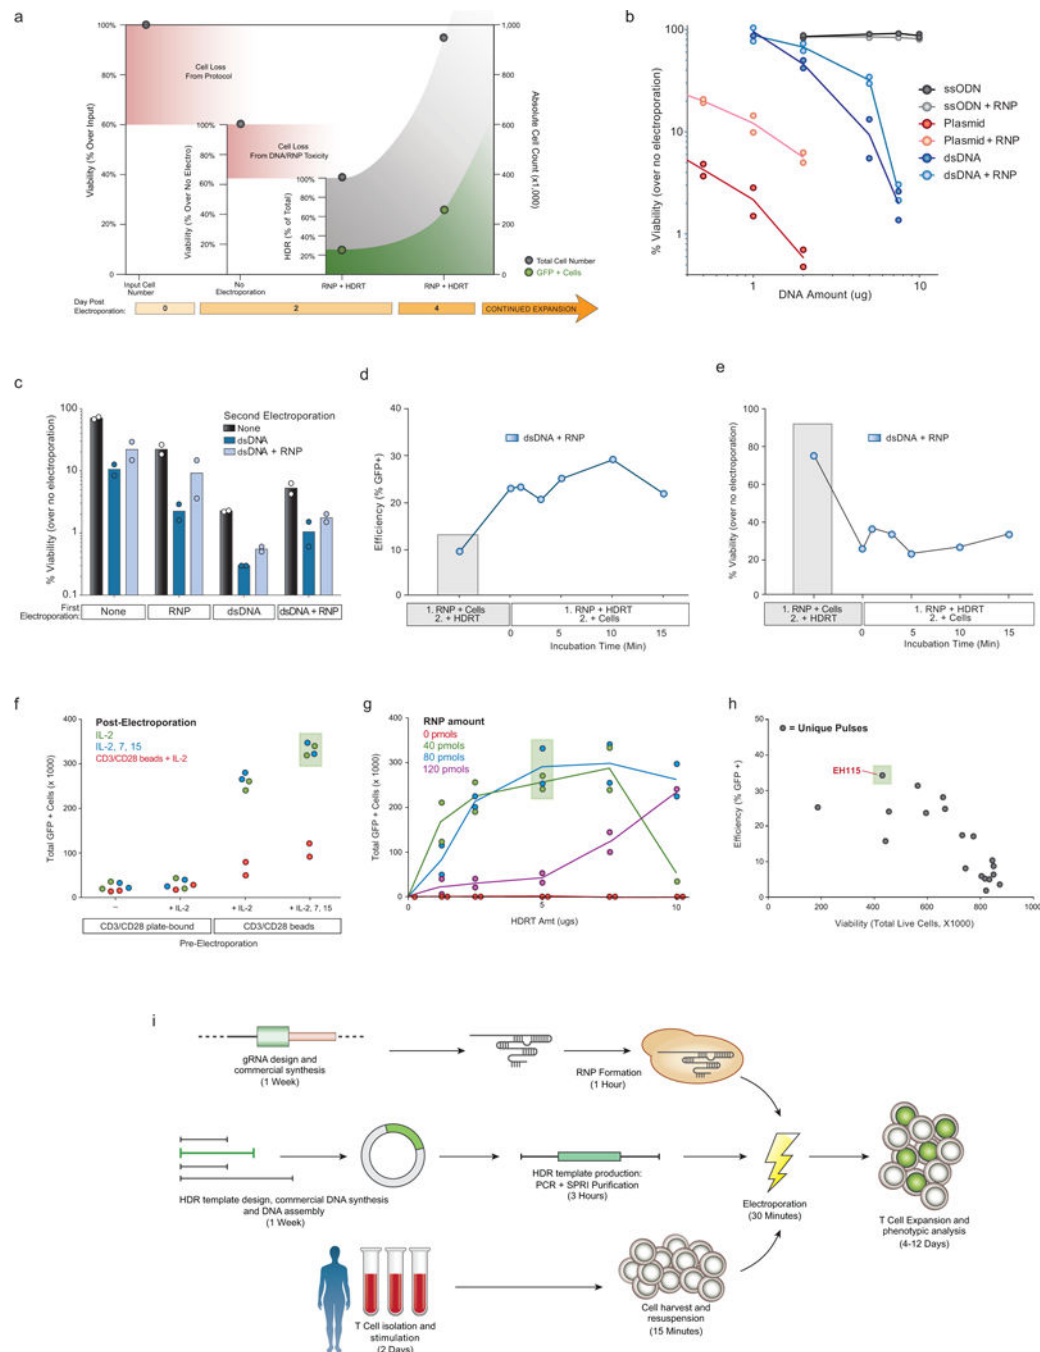 a
100%
80%
60%
40%
20%
0%
Viability (% Over Input)
Cell Loss
From Protocol
100%
80%
60%
40%
20%
Viability (% Over No Electro)
Cell Loss
From DNA/RNP Toxicity
100%
80%
60%
40%
20%
HDR (% of Total)
1,000
800
600
400
200
0
Absolute Cell Count (x1,000)
Total Cell Number
GFP + Cells
Input Cell
Number
No
Electroporation
RNP + HDRT
RNP + HDRT
Day Post
Electroporation:
0
2
4
CONTINUED EXPANSION
b
100
10
1
% Viability (over no electroporation)
1
10
DNA Amount (ug)
ssODN
ssODN + RNP
Plasmid
Plasmid + RNP
dsDNA
dsDNA + RNP
c
100
10
1
0.1
% Viability (over no electroporation)
Second Electroporation
None
dsDNA
dsDNA + RNP
First
Electroporation:
None
RNP
dsDNA
dsDNA + RNP
d
40
30
20
10
0
Efficiency (% GFP+)
dsDNA + RNP
1. RNP + Cells
2. + HDRT
1. RNP + HDRT
2. + Cells
0
5
10
15
Incubation Time (Min)
e
100
80
60
40
20
0
% Viability (over no electroporation)
dsDNA + RNP
1. RNP + Cells
2. + HDRT
1. RNP + HDRT
2. + Cells
0
5
10
15
Incubation Time (Min)
f
400
300
200
100
0
Total GFP + Cells (x 1000)
Post-Electroporation
IL-2
IL-2, 7, 15
CD3/CD28 beads + IL-2
–
+ IL-2
+ IL-2
+ IL-2, 7, 15
CD3/CD28 plate-bound
CD3/CD28 beads
Pre-Electroporation
g
400
300
200
100
0
Total GFP + Cells (x 1000)
RNP amount
0 pmols
40 pmols
80 pmols
120 pmols
0
5
10
HDRT Amt (ugs)
h
50
40
30
20
10
0
Efficiency (% GFP +)
= Unique Pulses
EH115
0
200
400
600
800
1000
Viability (Total Live Cells, X1000)
i
gRNA design and
commercial synthesis
(1 Week)
RNP Formation
(1 Hour)
HDR template design, commercial DNA synthesis
and DNA assembly
(1 Week)
HDR template production:
PCR + SPRI Purification
(3 Hours)
Electroporation
(30 Minutes)
T Cell Expansion and
phenotypic analysis
(4-12 Days)
T Cell isolation and
stimulation
(2 Days)
Cell harvest and
resuspension
(15 Minutes)